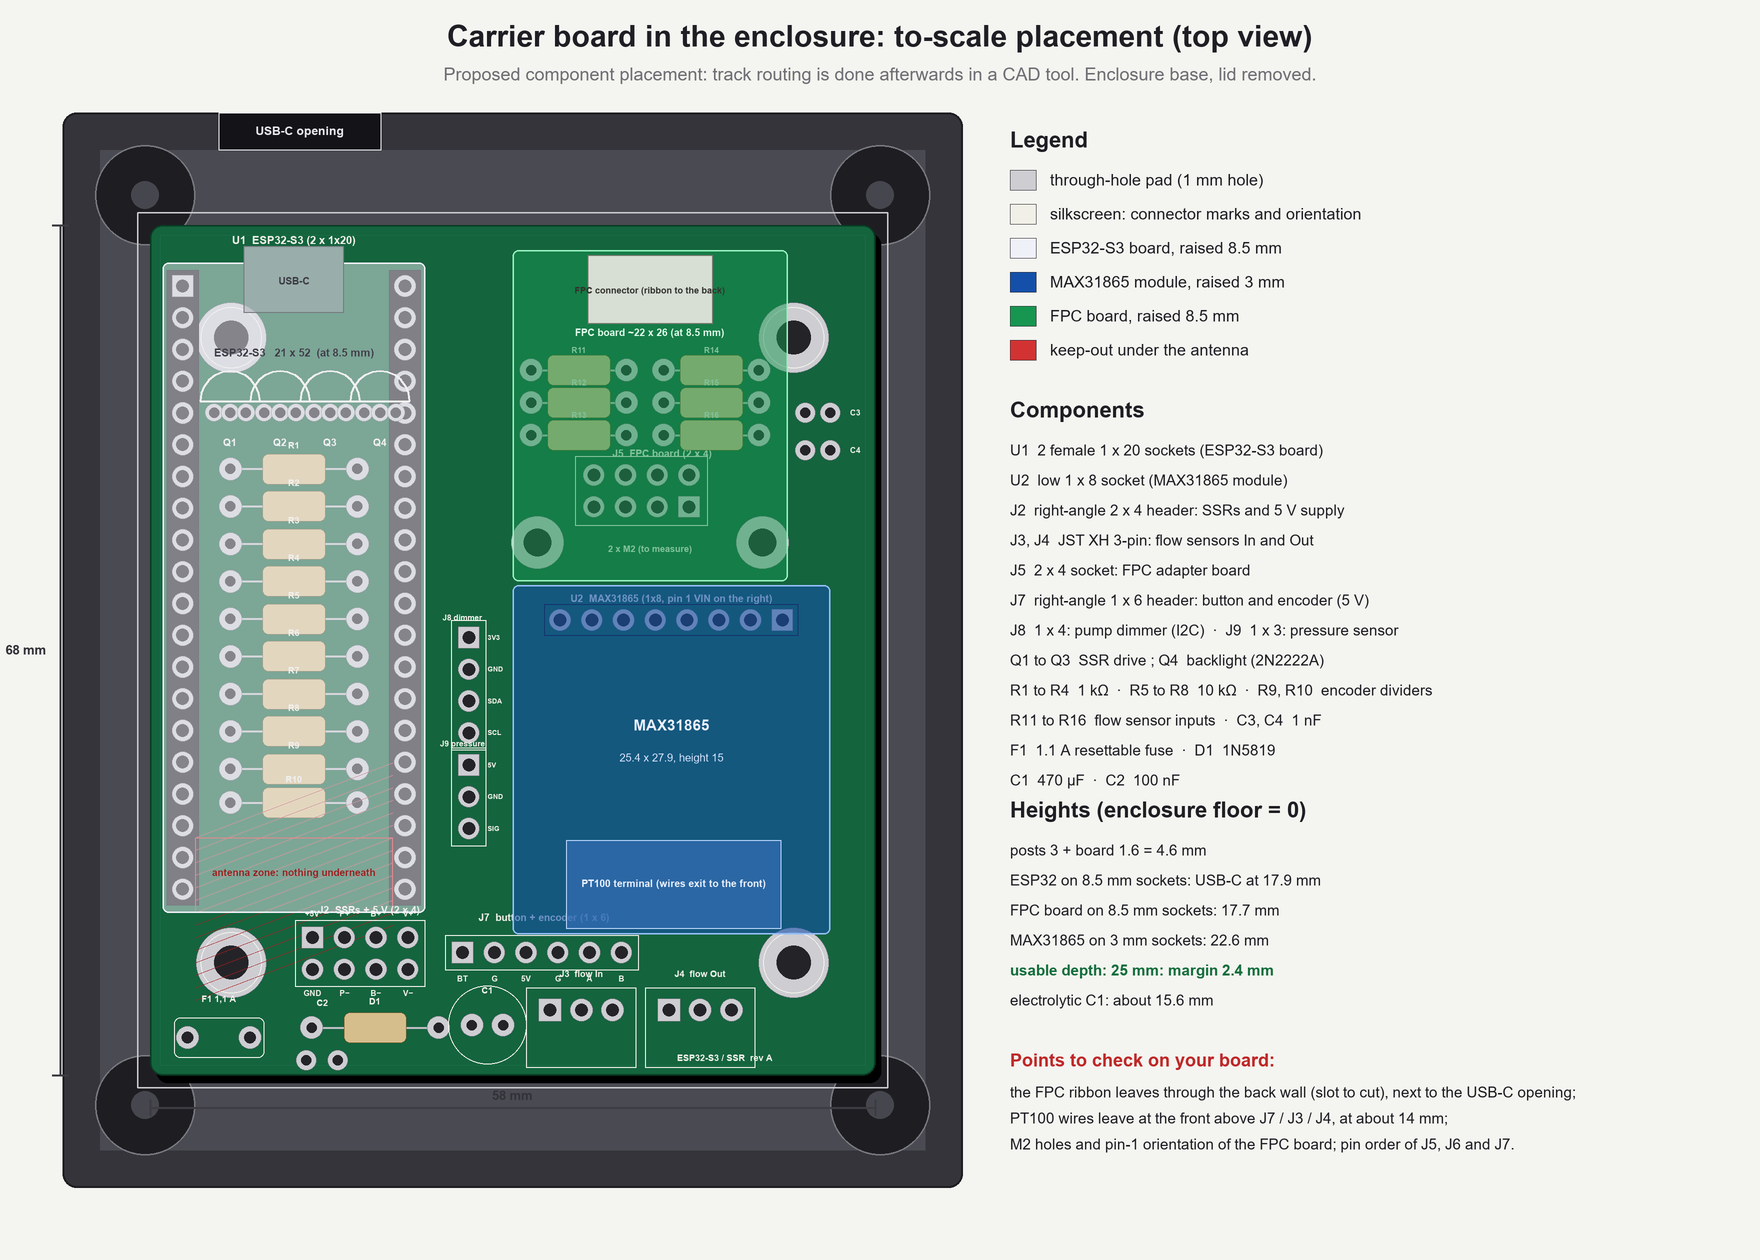 Carrier board in the enclosure: to-scale placement (top view)
Proposed component placement: track routing is done afterwards in a CAD tool. Enclosure base, lid removed.
USB-C opening
U1 ESP32-S3 (2 x 1x20)
USB-C
ESP32-S3 21 x 52 (at 8.5 mm)
Q1 Q2 Q3 Q4
R1
R2
R3
R4
R5
R6
R7
R8
R9
R10
antenna zone: nothing underneath
FPC connector (ribbon to the back)
FPC board ~22 x 26 (at 8.5 mm)
R11 R14
R12 R15
R13 R16
C3
C4
J5 FPC board (2 x 4)
2 x M2 (to measure)
U2 MAX31865 (1x8, pin 1 VIN on the right)
J8 dimmer
3V3
GND
SDA
SCL
J9 pressure
5V
GND
SIG
MAX31865
25.4 x 27.9, height 15
PT100 terminal (wires exit to the front)
J2 SSRs + 5 V (2 x 4)
+5V P+ B+ V+
GND P− B− V−
J7 button + encoder (1 x 6)
BT G 5V G A B
J3 flow In
J4 flow Out
F1 1,1 A
C2
D1
C1
ESP32-S3 / SSR rev A
68 mm
58 mm
Legend
through-hole pad (1 mm hole)
silkscreen: connector marks and orientation
ESP32-S3 board, raised 8.5 mm
MAX31865 module, raised 3 mm
FPC board, raised 8.5 mm
keep-out under the antenna
Components
U1 2 female 1 x 20 sockets (ESP32-S3 board)
U2 low 1 x 8 socket (MAX31865 module)
J2 right-angle 2 x 4 header: SSRs and 5 V supply
J3, J4 JST XH 3-pin: flow sensors In and Out
J5 2 x 4 socket: FPC adapter board
J7 right-angle 1 x 6 header: button and encoder (5 V)
J8 1 x 4: pump dimmer (I2C) · J9 1 x 3: pressure sensor
Q1 to Q3 SSR drive ; Q4 backlight (2N2222A)
R1 to R4 1 kΩ · R5 to R8 10 kΩ · R9, R10 encoder dividers
R11 to R16 flow sensor inputs · C3, C4 1 nF
F1 1.1 A resettable fuse · D1 1N5819
C1 470 µF · C2 100 nF
Heights (enclosure floor = 0)
posts 3 + board 1.6 = 4.6 mm
ESP32 on 8.5 mm sockets: USB-C at 17.9 mm
FPC board on 8.5 mm sockets: 17.7 mm
MAX31865 on 3 mm sockets: 22.6 mm
usable depth: 25 mm: margin 2.4 mm
electrolytic C1: about 15.6 mm
Points to check on your board:
the FPC ribbon leaves through the back wall (slot to cut), next to the USB-C opening;
PT100 wires leave at the front above J7 / J3 / J4, at about 14 mm;
M2 holes and pin-1 orientation of the FPC board; pin order of J5, J6 and J7.